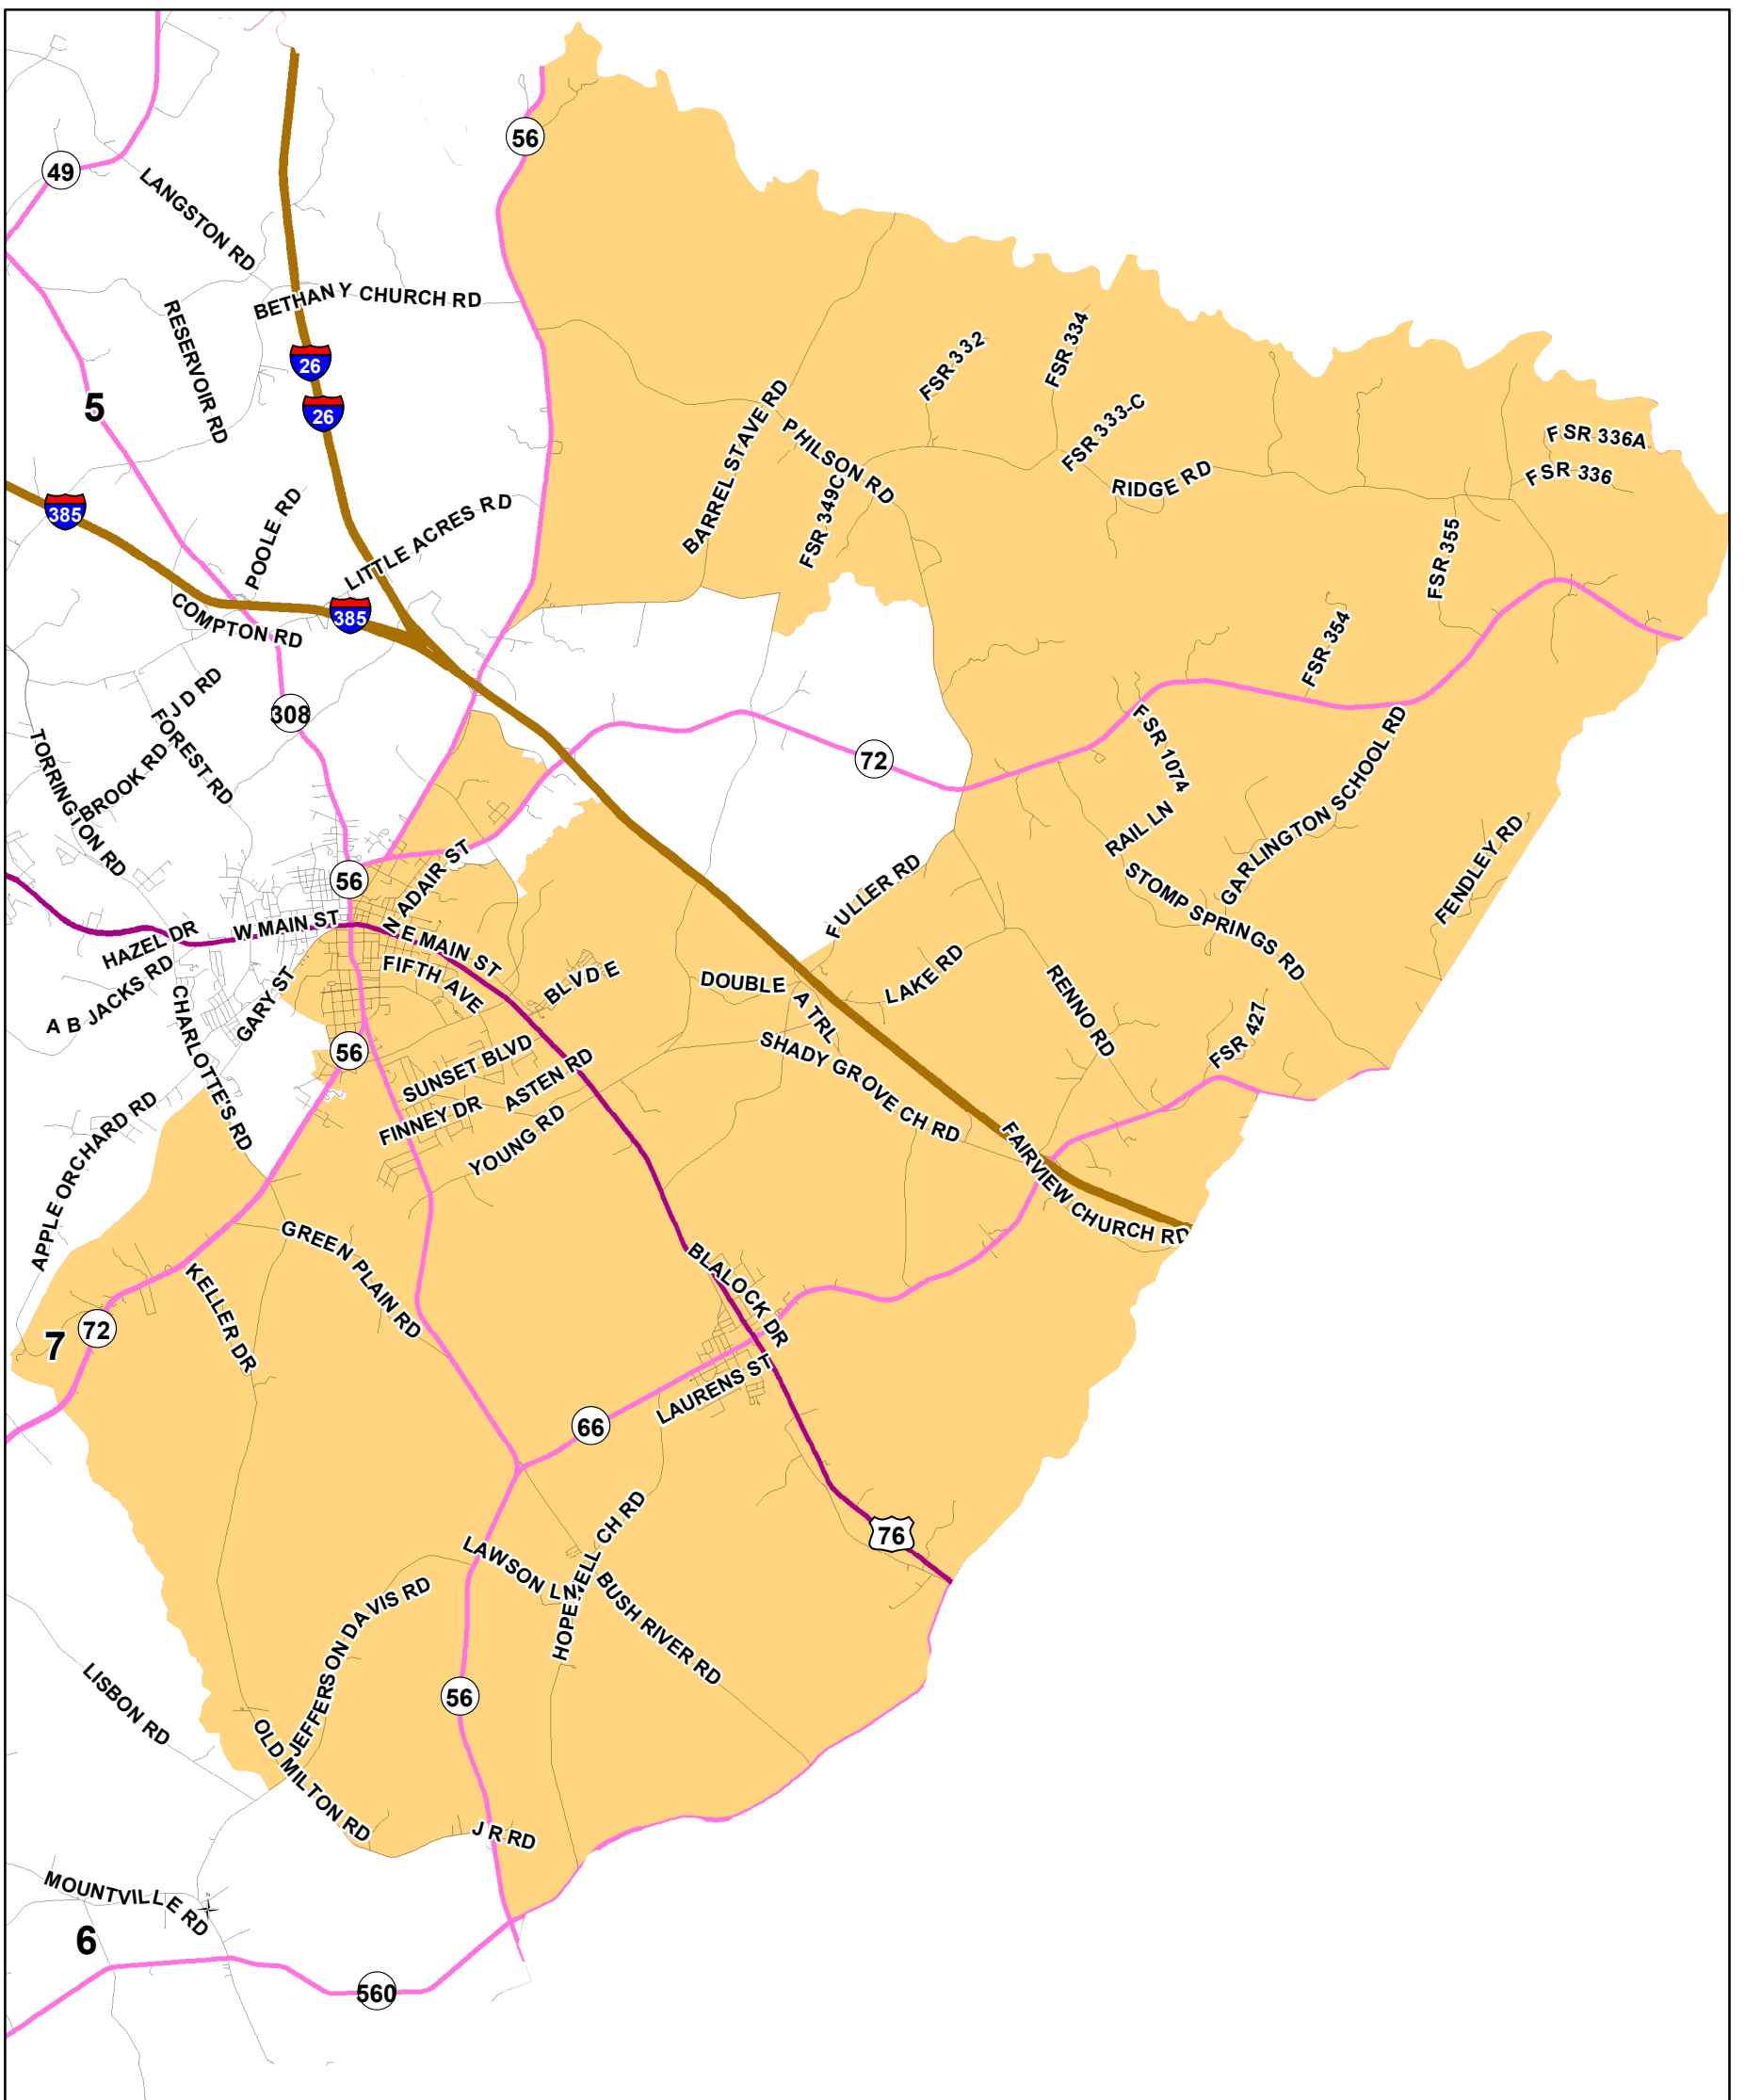 56
49
LANGSTON RD
BETHANY CHURCH RD
RESERVOIR RD
26
26
5
FSR 332
FSR 334
FSR 333-C
BARREL STAVE RD
PHILSON RD
FSR 349C
RIDGE RD
FSR 336A
FSR 336
FSR 355
385
POOLE RD
LITTLE ACRES RD
385
COMPTON RD
FSR 354
J D RD
FOREST RD
308
BROOK RD
TORRINGTON RD
72
FSR 1074
GARLINGTON SCHOOL RD
RAIL LN
FENDLEY RD
STOMP SPRINGS RD
56
N ADAIR ST
FULLER RD
W MAIN ST
E MAIN ST
HAZEL DR
A B JACKS RD
FIFTH AVE
BLVD E
DOUBLE A TRL
LAKE RD
RENNO RD
GARY ST
CHARLOTTE'S RD
56
SUNSET BLVD
ASTEN RD
SHADY GROVE CH RD
FSR 427
FINNEY DR
YOUNG RD
APPLE ORCHARD RD
FAIRVIEW CHURCH RD
GREEN PLAIN RD
KELLER DR
BLALOCK DR
72
7
LAURENS ST
66
HOPEWELL CH RD
76
LAWSON LN
BUSH RIVER RD
JEFFERSON DAVIS RD
LISBON RD
56
OLD MILTON RD
J R RD
MOUNTVILLE RD
N
6
560